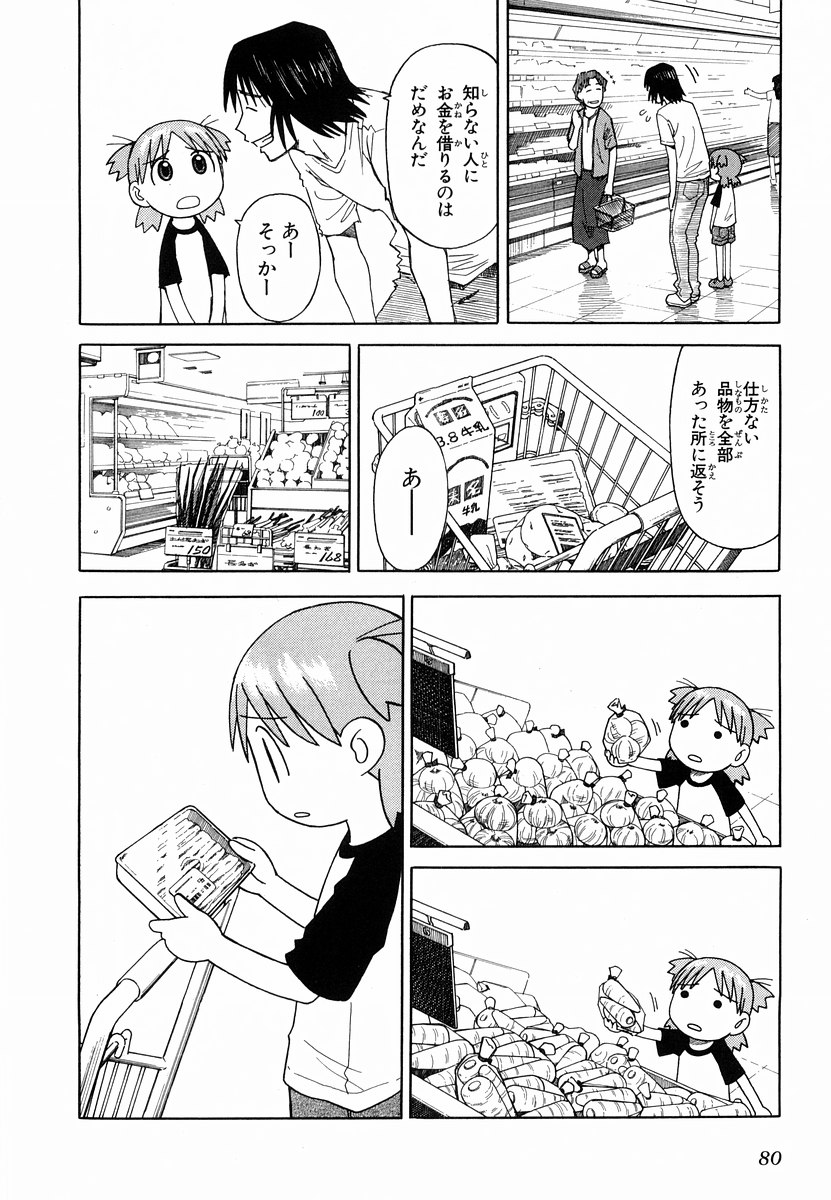 知らない人に
お金を借りるのは
だめなんだ
あー
そっかー
仕方ない
品物を全部
あった所に返そう
あー
3.8牛乳
牛乳
100
150
168
80